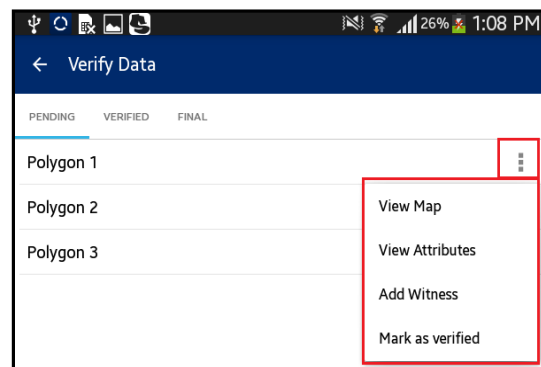 26% 1:08 PM
← Verify Data
PENDING VERIFIED FINAL
Polygon 1
Polygon 2
Polygon 3
View Map
View Attributes
Add Witness
Mark as verified